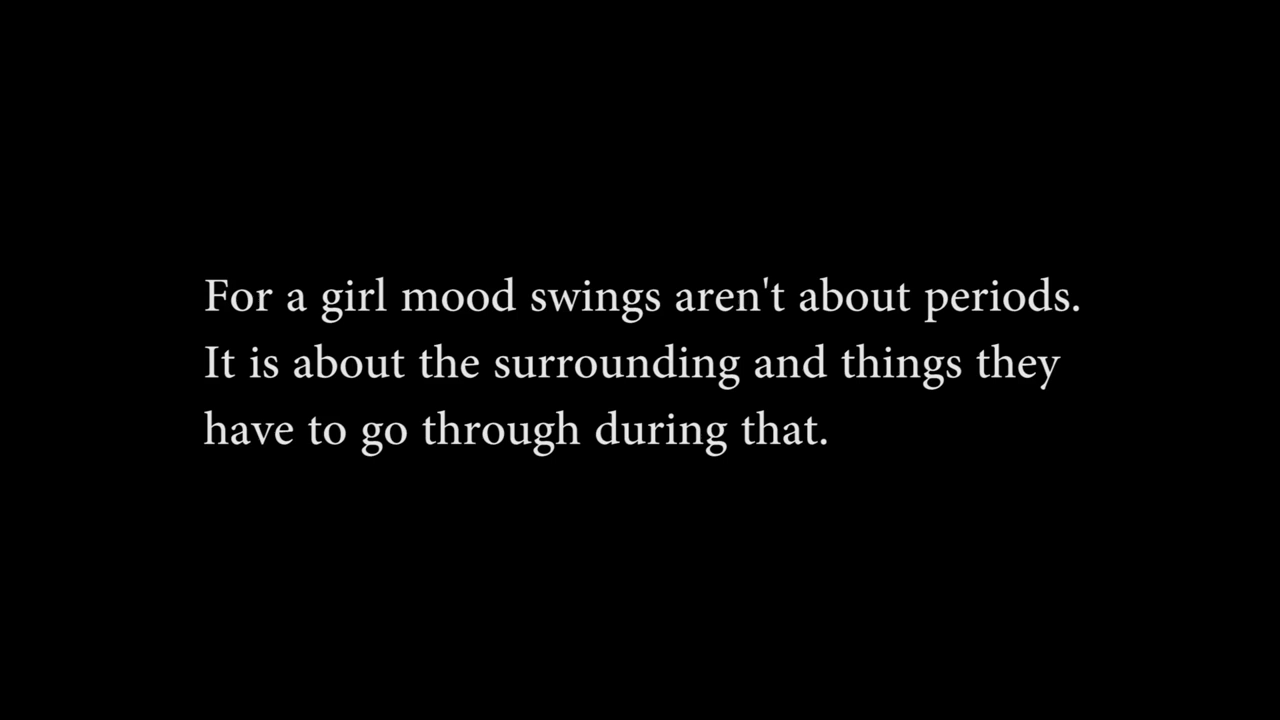 For a girl mood swings aren't about periods.
It is about the surrounding and things they
have to go through during that.